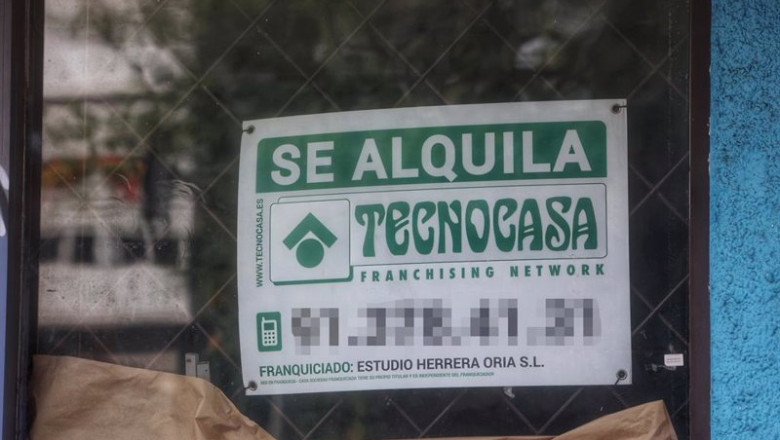 SE ALQUILA
WWW.TECNOCASA.ES
TECNOCASA
FRANCHISING NETWORK
FRANQUICIADO: ESTUDIO HERRERA ORIA S.L.